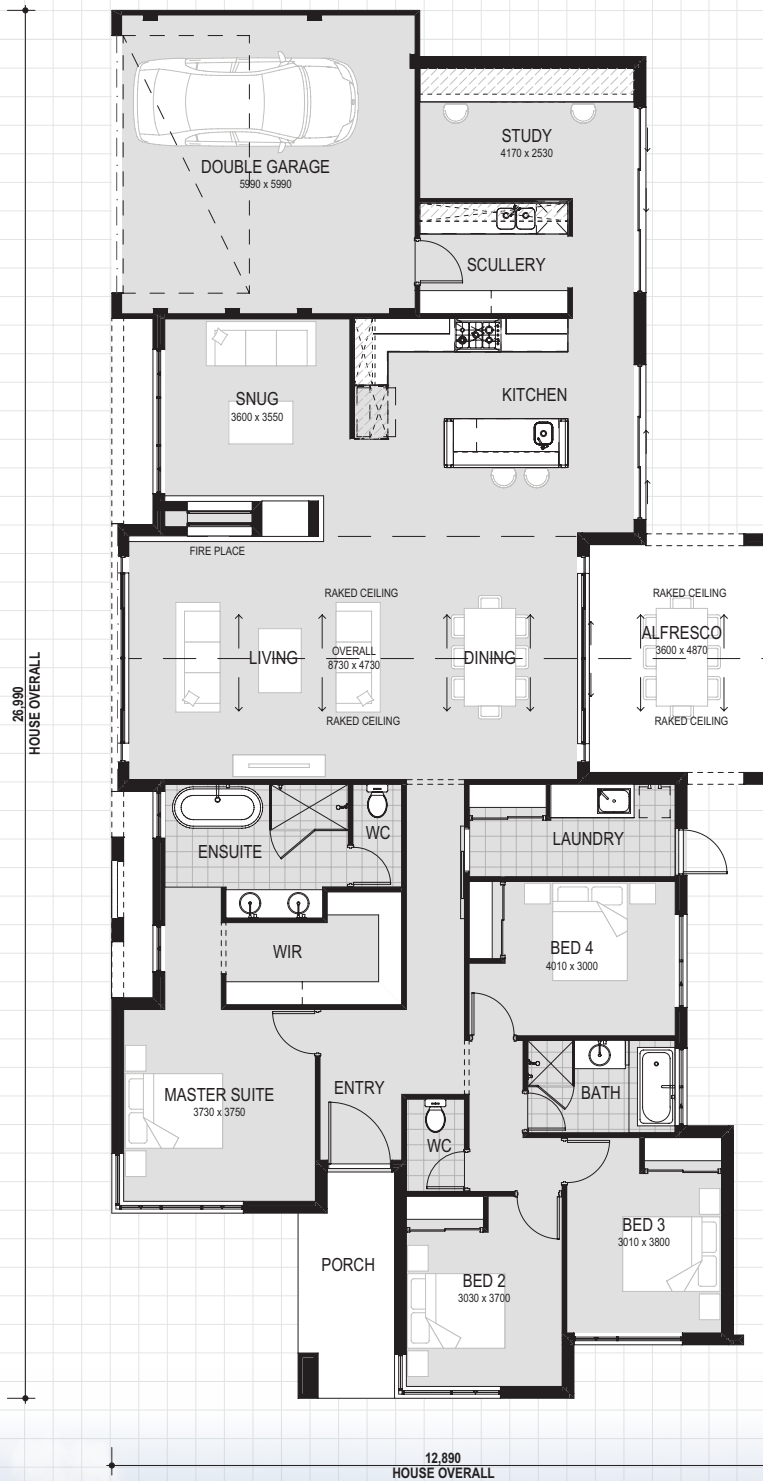 DOUBLE GARAGE
5990 x 5990
STUDY
4170 x 2530
SCULLERY
SNUG
3600 x 3550
KITCHEN
FIRE PLACE
RAKED CEILING
RAKED CEILING
LIVING
OVERALL
8730 x 4730
DINING
ALFRESCO
3600 x 4870
RAKED CEILING
RAKED CEILING
26,990
HOUSE OVERALL
ENSUITE
WC
LAUNDRY
WIR
BED 4
4010 x 3000
MASTER SUITE
3730 x 3750
ENTRY
BATH
WC
BED 3
3010 x 3800
PORCH
BED 2
3030 x 3700
12,890
HOUSE OVERALL